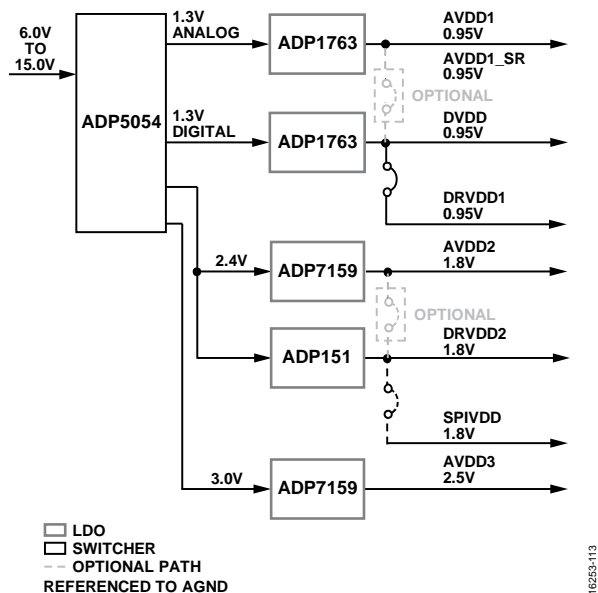 6.0V
TO
15.0V
ADP5054
1.3V
ANALOG
ADP1763
AVDD1
0.95V
AVDD1_SR
0.95V
OPTIONAL
1.3V
DIGITAL
ADP1763
DVDD
0.95V
DRVDD1
0.95V
2.4V
ADP7159
AVDD2
1.8V
OPTIONAL
ADP151
DRVDD2
1.8V
SPIVDD
1.8V
3.0V
ADP7159
AVDD3
2.5V
LDO
SWITCHER
OPTIONAL PATH
REFERENCED TO AGND
16253-113